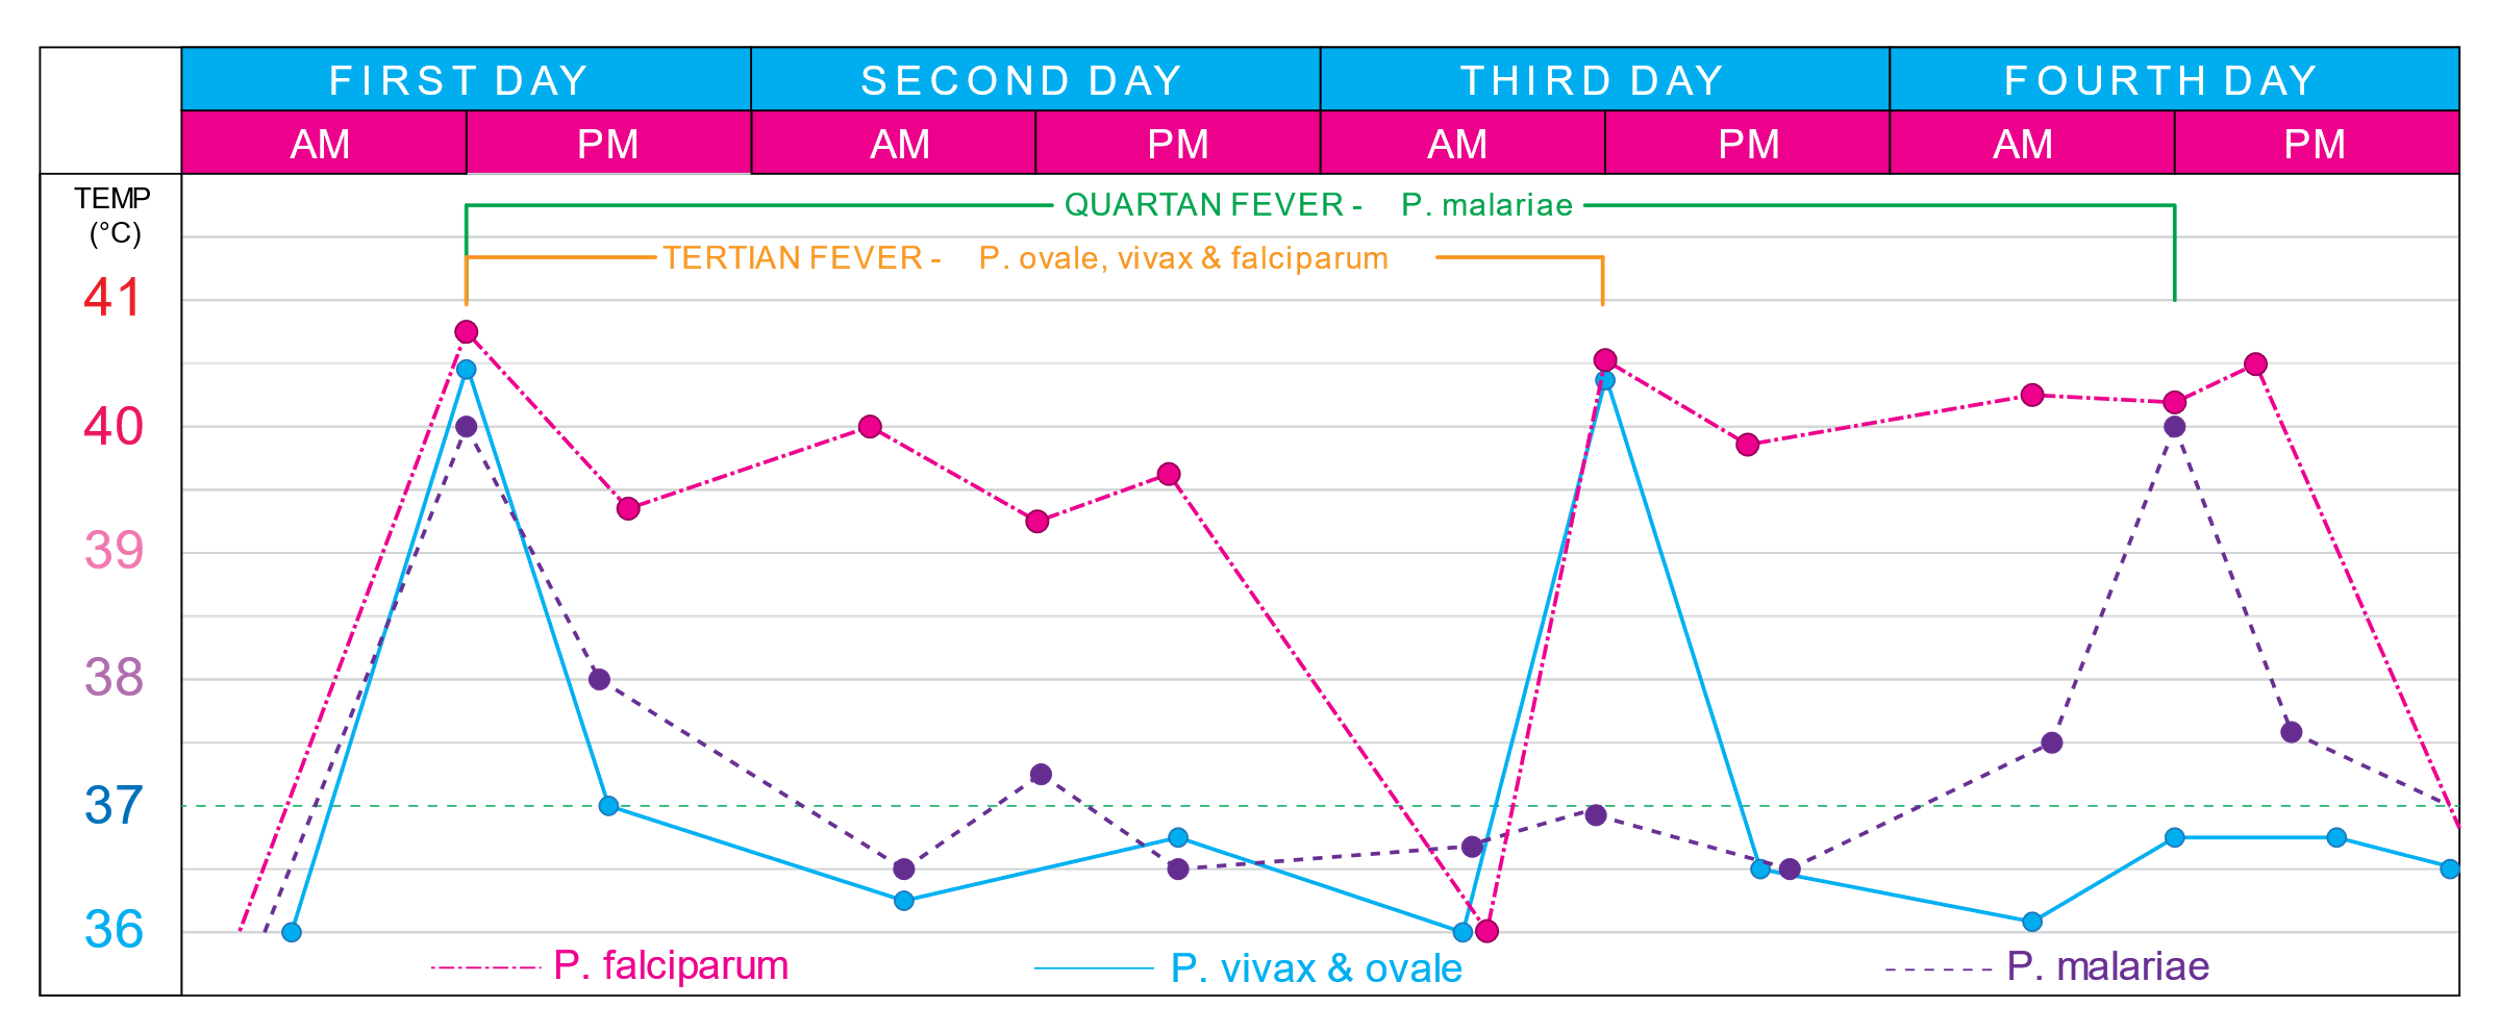 FIRST DAY SECOND DAY THIRD DAY FOURTH DAY
AM PM AM PM AM PM AM PM
TEMP
(°C)
QUARTAN FEVER - P. malariae
TERTIAN FEVER - P. ovale, vivax & falciparum
41
40
39
38
37
36
P. falciparum P. vivax & ovale P. malariae